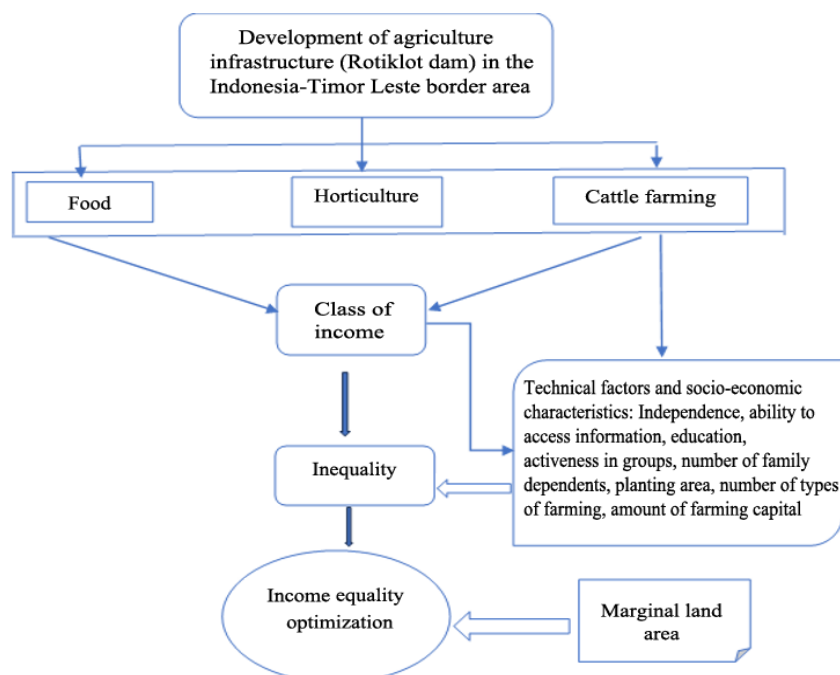 Development of agriculture
infrastructure (Rotiklot dam) in the
Indonesia-Timor Leste border area
Food
Horticulture
Cattle farming
Class of
income
Technical factors and socio-economic
characteristics: Independence, ability to
access information, education,
activeness in groups, number of family
dependents, planting area, number of types
of farming, amount of farming capital
Inequality
Income equality
optimization
Marginal land
area